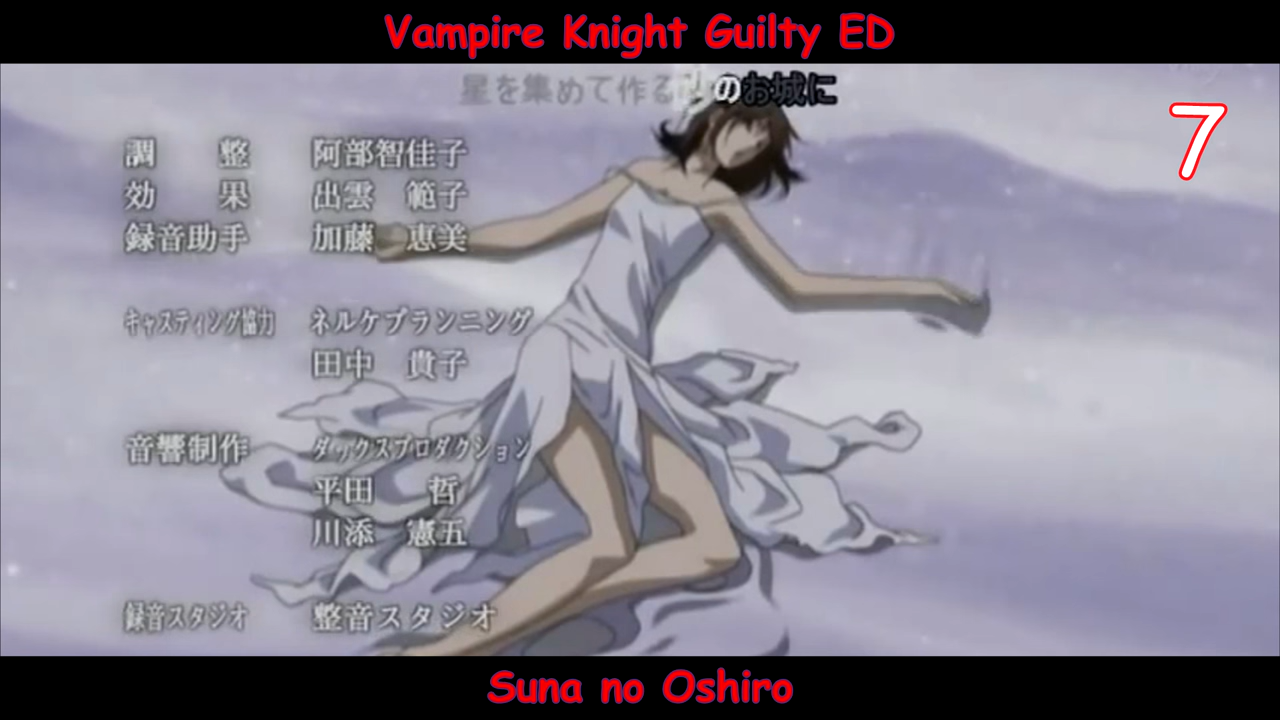 Vampire Knight Guilty ED
星を集めて作る砂のお城に
7
調 整 阿部智佳子
効 果 出雲 範子
録音助手 加藤 恵美
キャスティング協力 ネルケプランニング
田中 貴子
音響制作 ダックスプロダクション
平田 哲
川添 憲五
録音スタジオ 整音スタジオ
Suna no Oshiro